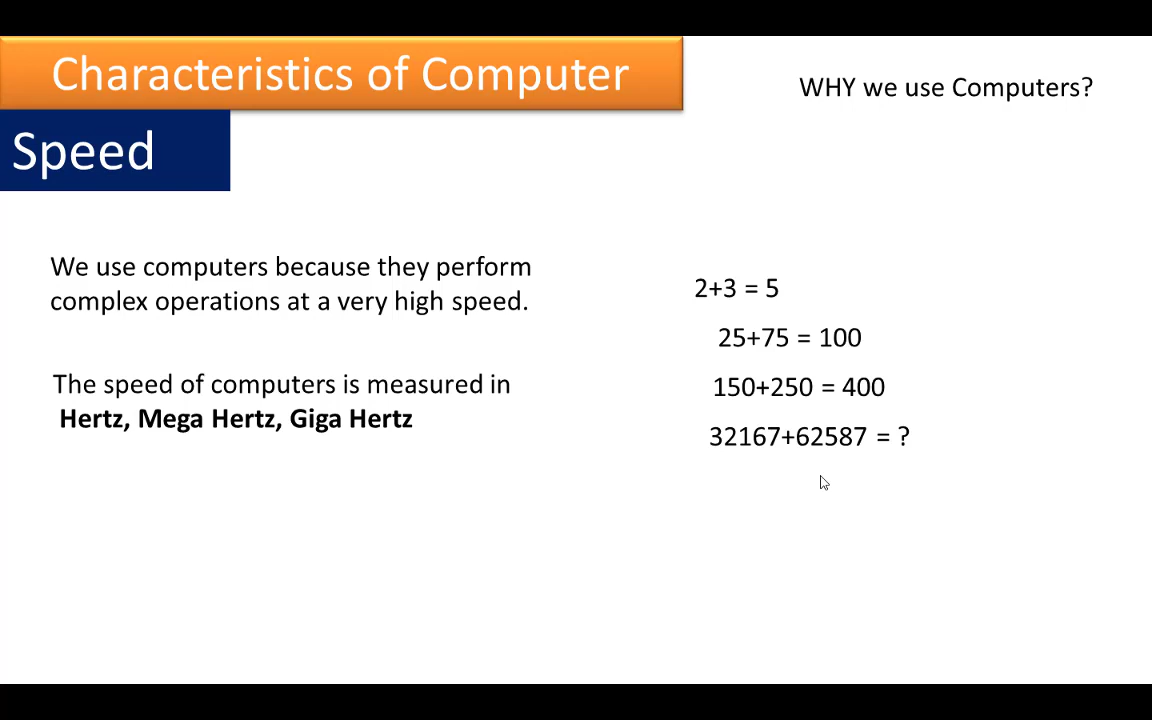 Characteristics of Computer
WHY we use Computers?
Speed
We use computers because they perform
complex operations at a very high speed.
The speed of computers is measured in
Hertz, Mega Hertz, Giga Hertz
2+3 = 5
25+75 = 100
150+250 = 400
32167+62587 = ?